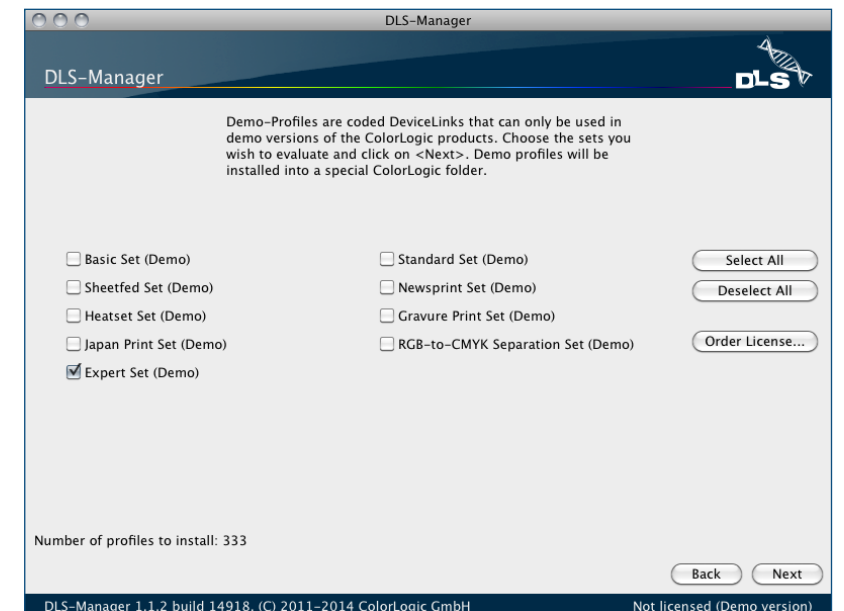 DLS-Manager
DLS-Manager
DLS
Demo-Profiles are coded DeviceLinks that can only be used in
demo versions of the ColorLogic products. Choose the sets you
wish to evaluate and click on <Next>. Demo profiles will be
installed into a special ColorLogic folder.
Basic Set (Demo)
Standard Set (Demo)
Select All
Sheetfed Set (Demo)
Newsprint Set (Demo)
Deselect All
Heatset Set (Demo)
Gravure Print Set (Demo)
Japan Print Set (Demo)
RGB-to-CMYK Separation Set (Demo)
Order License...
Expert Set (Demo)
Number of profiles to install: 333
Back
Next
DLS-Manager 1.1.2 build 14918, (C) 2011-2014 ColorLogic GmbH
Not licensed (Demo version)